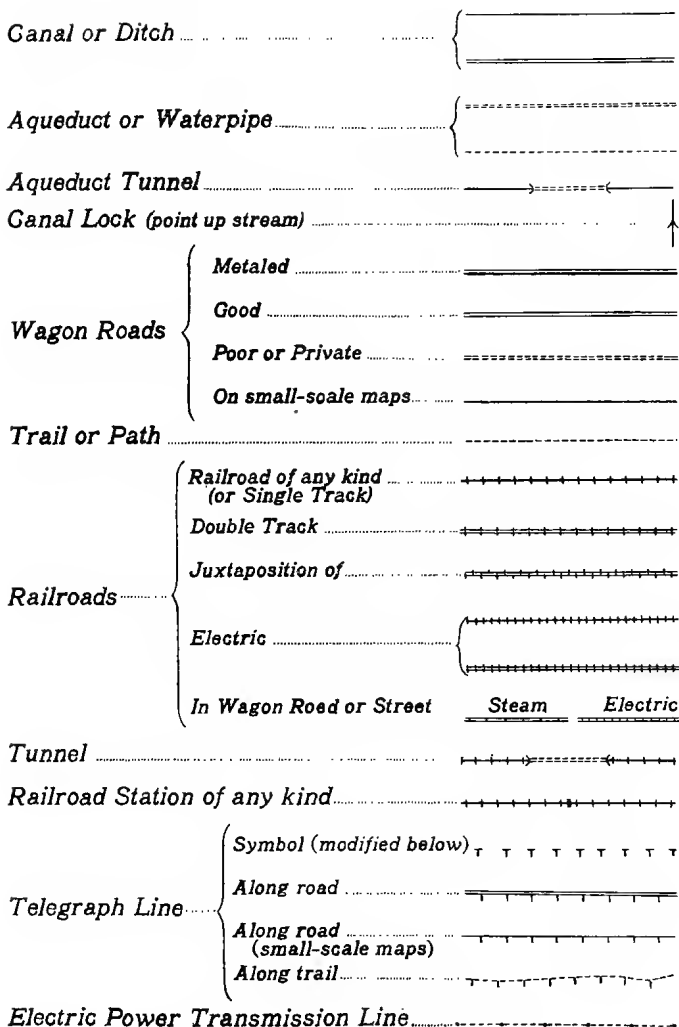 Canal or Ditch
Aqueduct or Waterpipe
Aqueduct Tunnel
Canal Lock (point up stream)
Wagon Roads
Metaled
Good
Poor or Private
On small-scale maps
Trail or Path
Railroads
Railroad of any kind
(or Single Track)
Double Track
Juxtaposition of
Electric
In Wagon Road or Street Steam Electric
Tunnel
Railroad Station of any kind
Telegraph Line
Symbol (modified below)
Along road
Along road
(small-scale maps)
Along trail
Electric Power Transmission Line